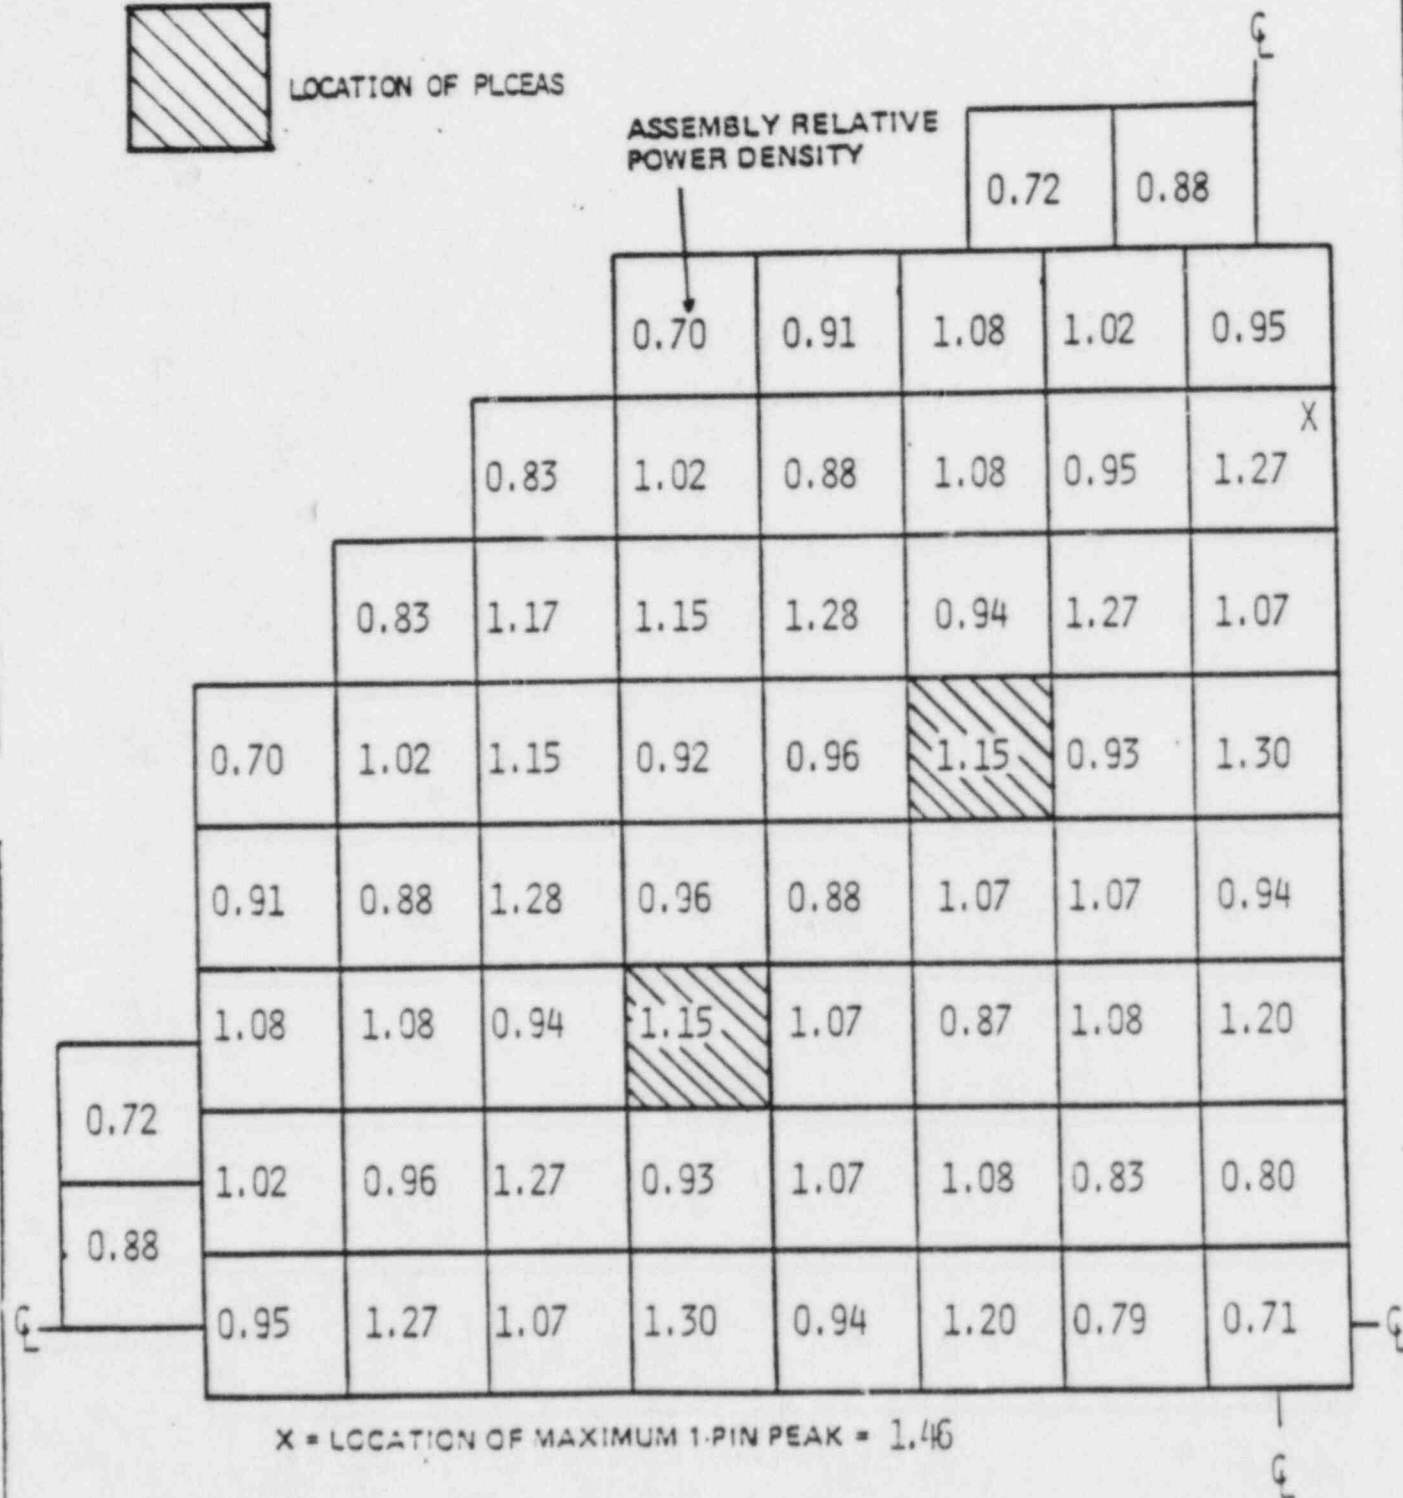 LOCATION OF PLCEAS
ASSEMBLY RELATIVE
POWER DENSITY
℄
0.72 0.88
0.70 0.91 1.08 1.02 0.95
X
0.83 1.02 0.88 1.08 0.95 1.27
0.83 1.17 1.15 1.28 0.94 1.27 1.07
0.70 1.02 1.15 0.92 0.96 1.15 0.93 1.30
0.91 0.88 1.28 0.96 0.88 1.07 1.07 0.94
1.08 1.08 0.94 1.15 1.07 0.87 1.08 1.20
0.72
1.02 0.96 1.27 0.93 1.07 1.08 0.83 0.80
0.88
℄ 0.95 1.27 1.07 1.30 0.94 1.20 0.79 0.71 ℄
X = LOCATION OF MAXIMUM 1-PIN PEAK = 1.46
℄